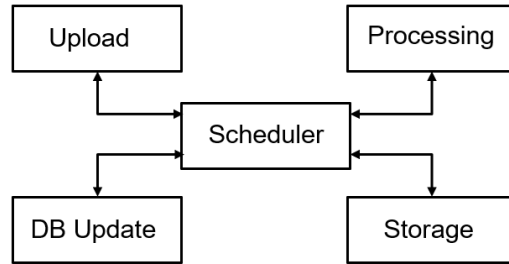 Upload
Processing
Scheduler
DB Update
Storage